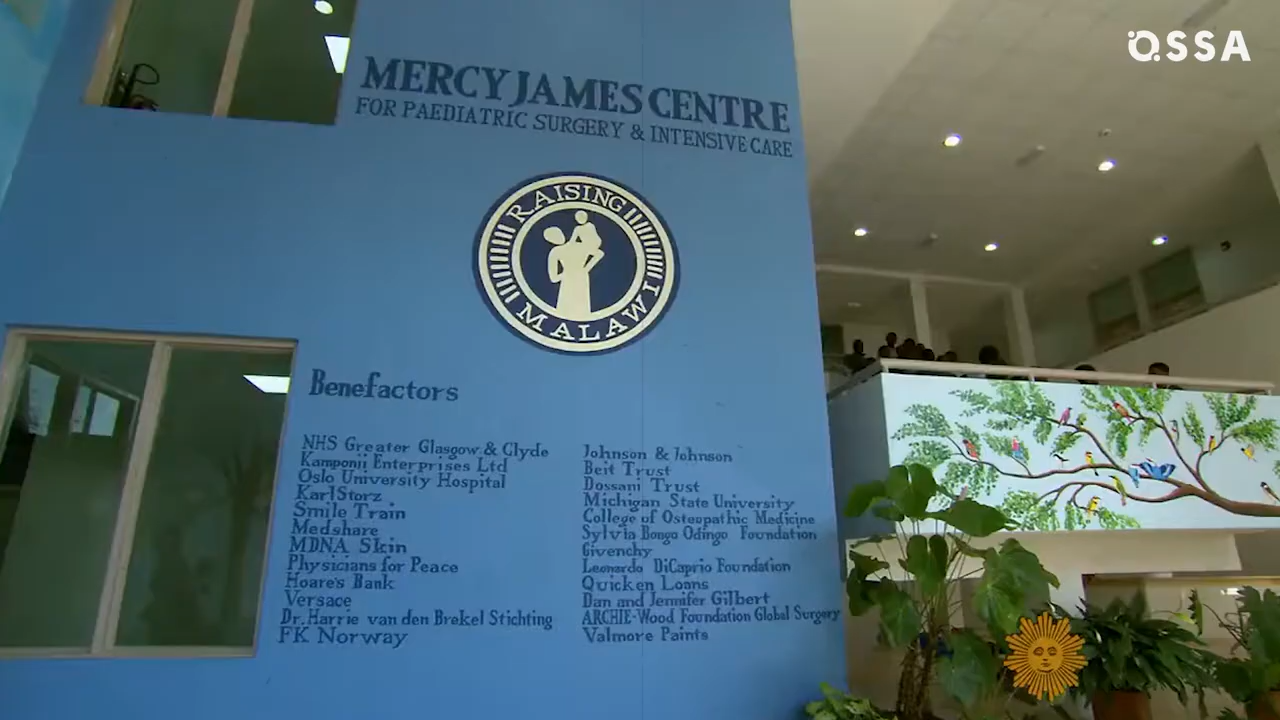 QSSA
MERCY JAMES CENTRE
FOR PAEDIATRIC SURGERY & INTENSIVE CARE
RAISING
MALAWI
Benefactors
NHS Greater Glasgow & Clyde
Kamponji Enterprises Ltd
Oslo University Hospital
Karl Storz
Smile Train
Medshare
MDNA Skin
Physicians for Peace
Hoare's Bank
Versace
Dr. Harrie van den Brekel Stichting
FK Norway
Johnson & Johnson
Beit Trust
Dossani Trust
Michigan State University
College of Osteopathic Medicine
Sylvia Bongo Odingo Foundation
Givenchy
Leonardo DiCaprio Foundation
Quicken Loans
Dan and Jennifer Gilbert
ARCHIE-Wood Foundation Global Surgery
Valmore Paints